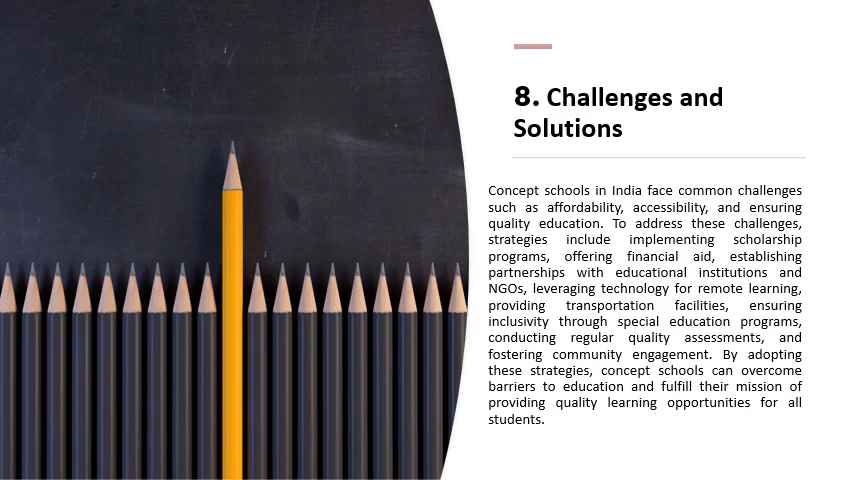 8. Challenges and
Solutions
Concept schools in India face common challenges
such as affordability, accessibility, and ensuring
quality education. To address these challenges,
strategies include implementing scholarship
programs, offering financial aid, establishing
partnerships with educational institutions and
NGOs, leveraging technology for remote learning,
providing transportation facilities, ensuring
inclusivity through special education programs,
conducting regular quality assessments, and
fostering community engagement. By adopting
these strategies, concept schools can overcome
barriers to education and fulfill their mission of
providing quality learning opportunities for all
students.